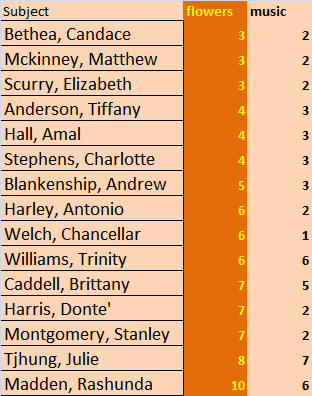 Subject flowers music
Bethea, Candace 3 2
Mckinney, Matthew 3 2
Scurry, Elizabeth 3 2
Anderson, Tiffany 4 3
Hall, Amal 4 3
Stephens, Charlotte 4 3
Blankenship, Andrew 5 3
Harley, Antonio 6 2
Welch, Chancellar 6 1
Williams, Trinity 6 6
Caddell, Brittany 7 5
Harris, Donte' 7 2
Montgomery, Stanley 7 2
Tjhung, Julie 8 7
Madden, Rashunda 10 6